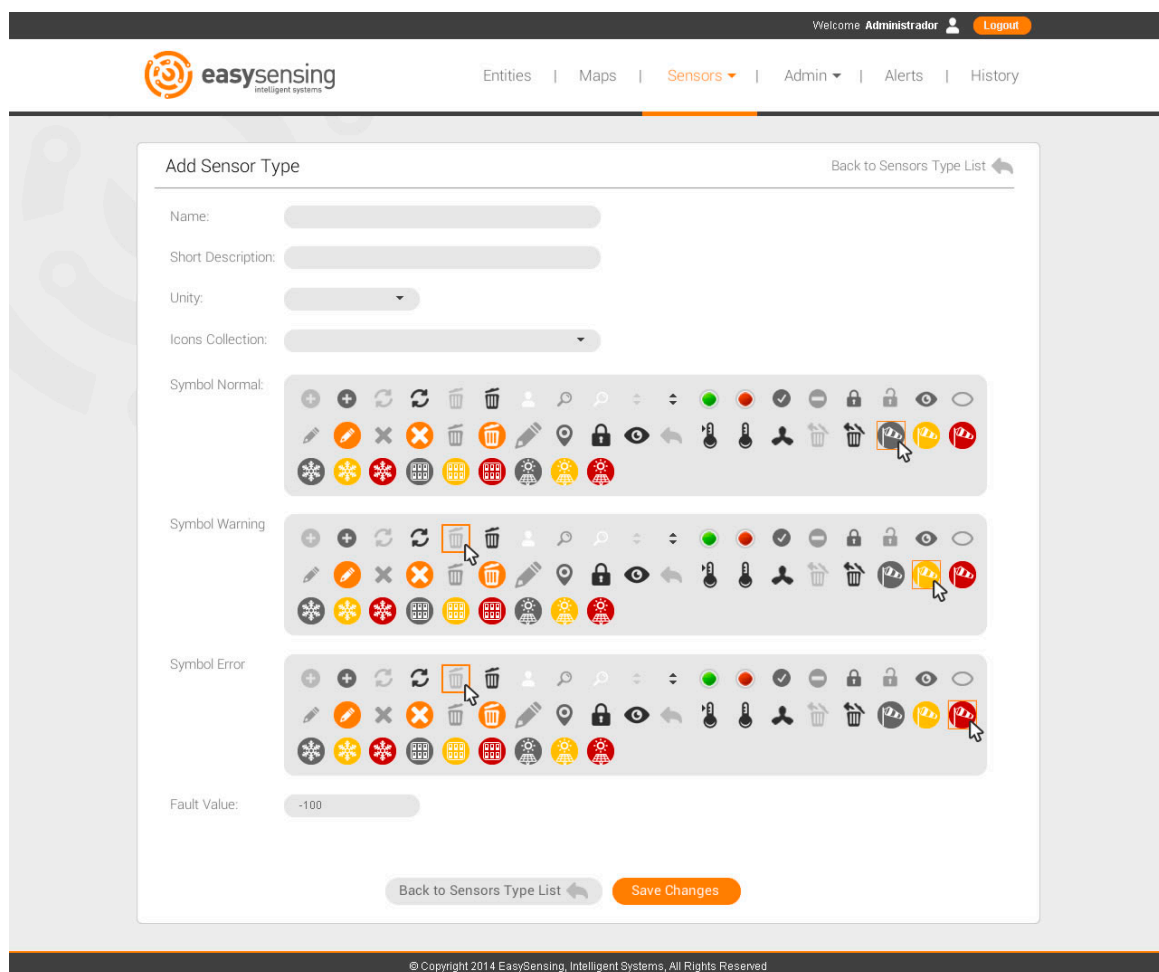 Welcome Administrador Logout
easysensing
intelligent systems
Entities | Maps | Sensors | Admin | Alerts | History
Add Sensor Type
Back to Sensors Type List
Name:
Short Description:
Unity:
Icons Collection:
Symbol Normal:
Symbol Warning
Symbol Error
Fault Value:
-100
Back to Sensors Type List
Save Changes
© Copyright 2014 EasySensing, Intelligent Systems, All Rights Reserved